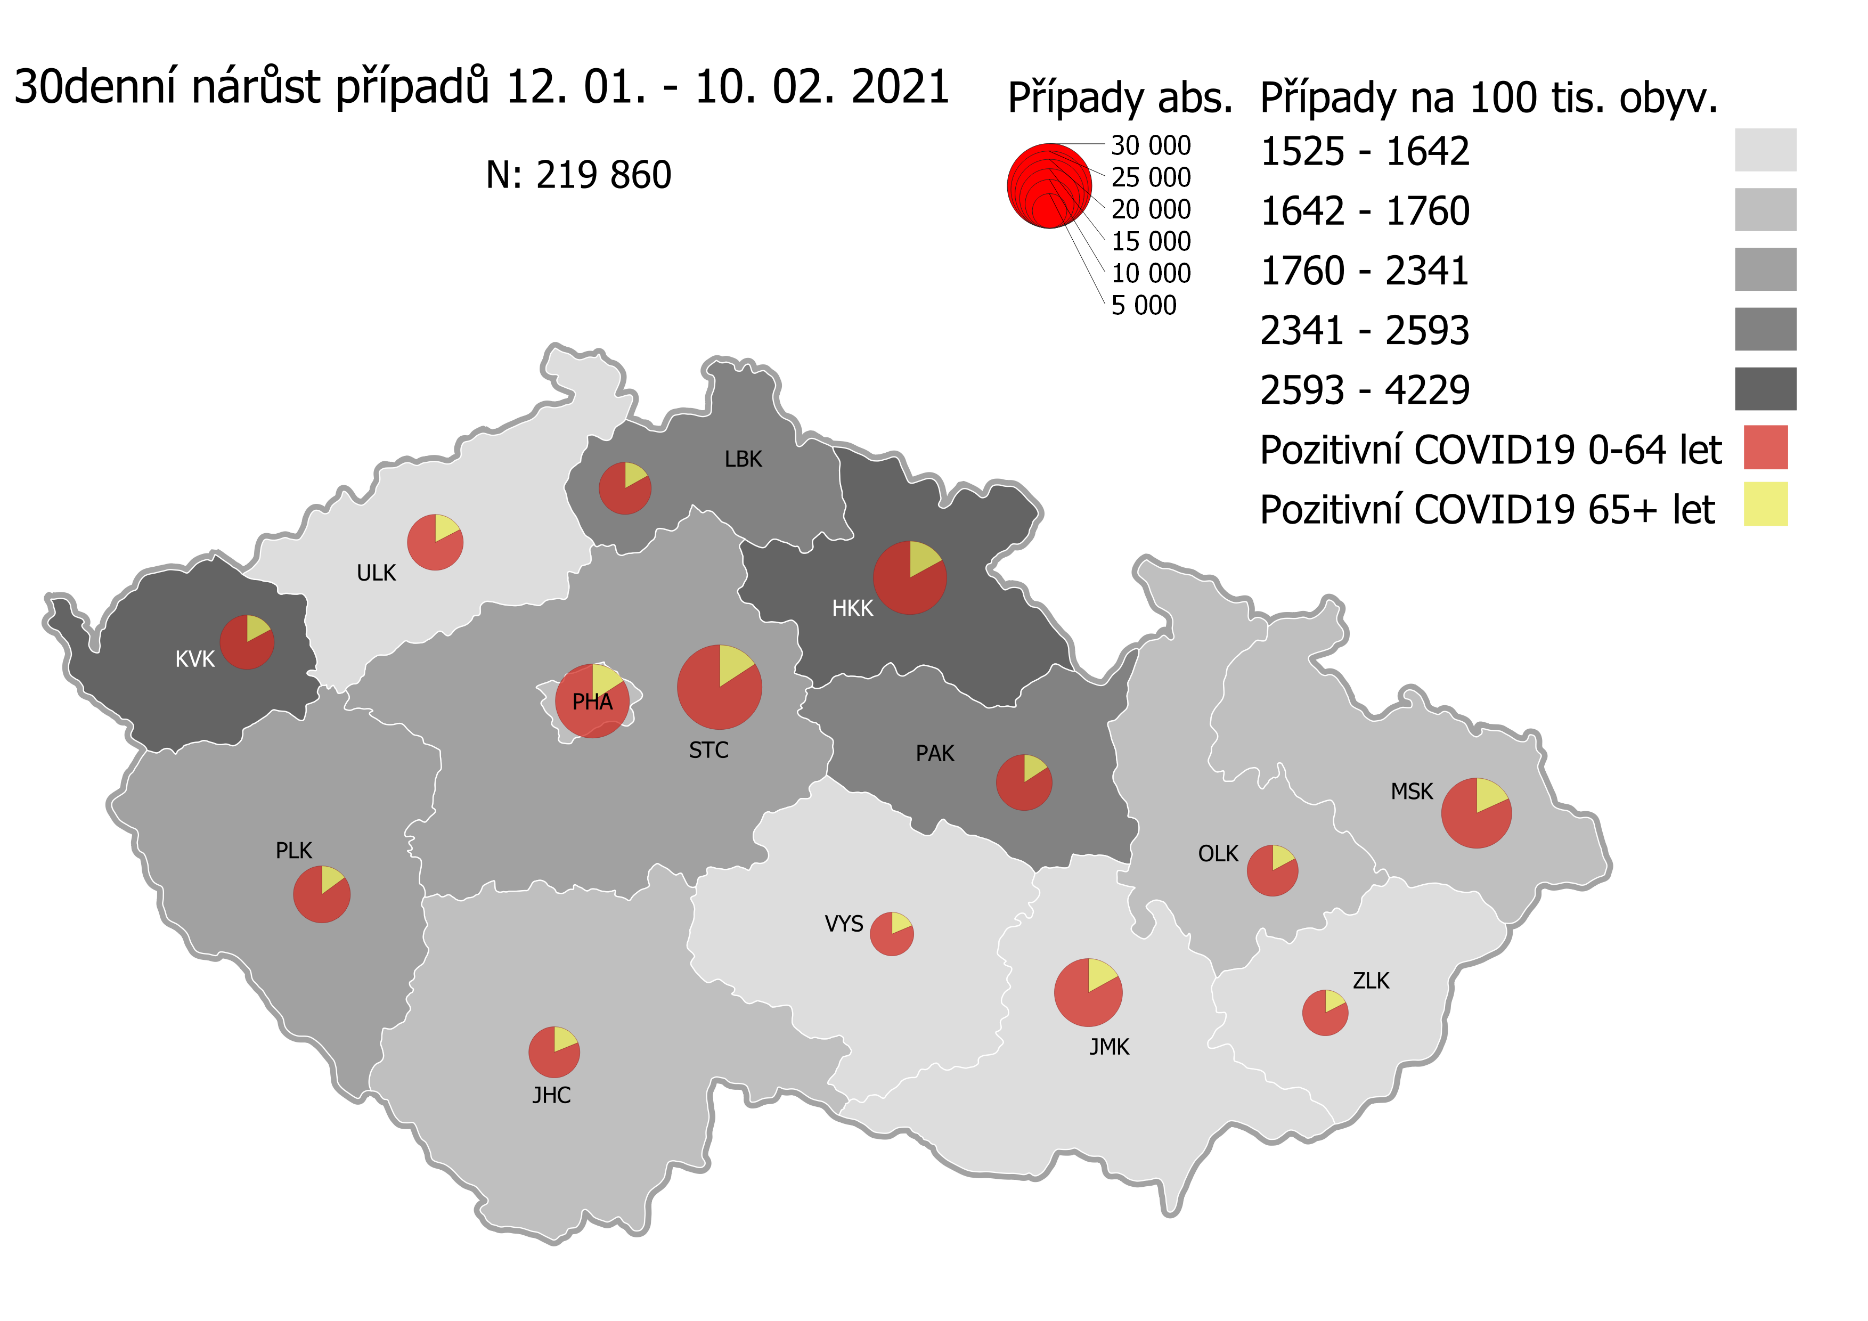 30denní nárůst případů 12. 01. - 10. 02. 2021
N: 219 860
Případy abs.
30 000
25 000
20 000
15 000
10 000
5 000
Případy na 100 tis. obyv.
1525 - 1642
1642 - 1760
1760 - 2341
2341 - 2593
2593 - 4229
Pozitivní COVID19 0-64 let
Pozitivní COVID19 65+ let
LBK
ULK
HKK
KVK
PHA
STC
PAK
MSK
PLK
OLK
VYS
ZLK
JMK
JHC